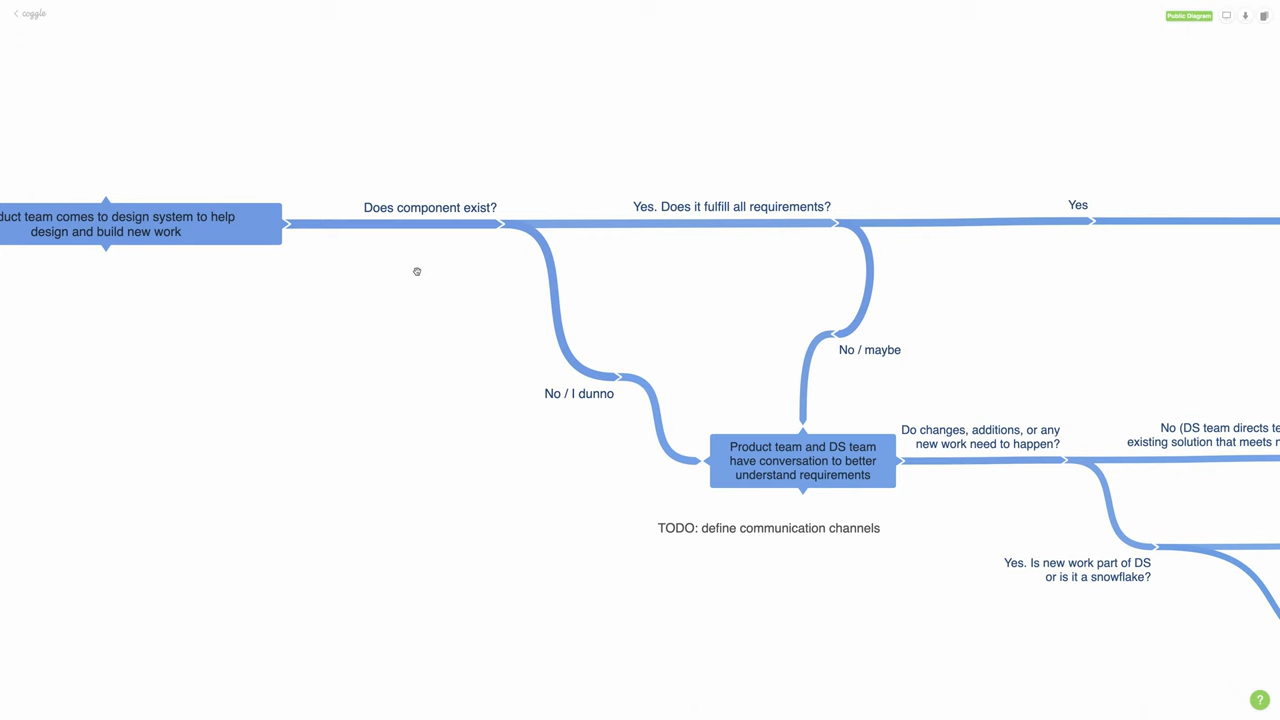 coggle
Public Diagram
duct team comes to design system to help
design and build new work
Does component exist?
Yes. Does it fulfill all requirements?
Yes
No / maybe
No / I dunno
Product team and DS team
have conversation to better
understand requirements
Do changes, additions, or any
new work need to happen?
No (DS team directs te
existing solution that meets
TODO: define communication channels
Yes. Is new work part of DS
or is it a snowflake?
?